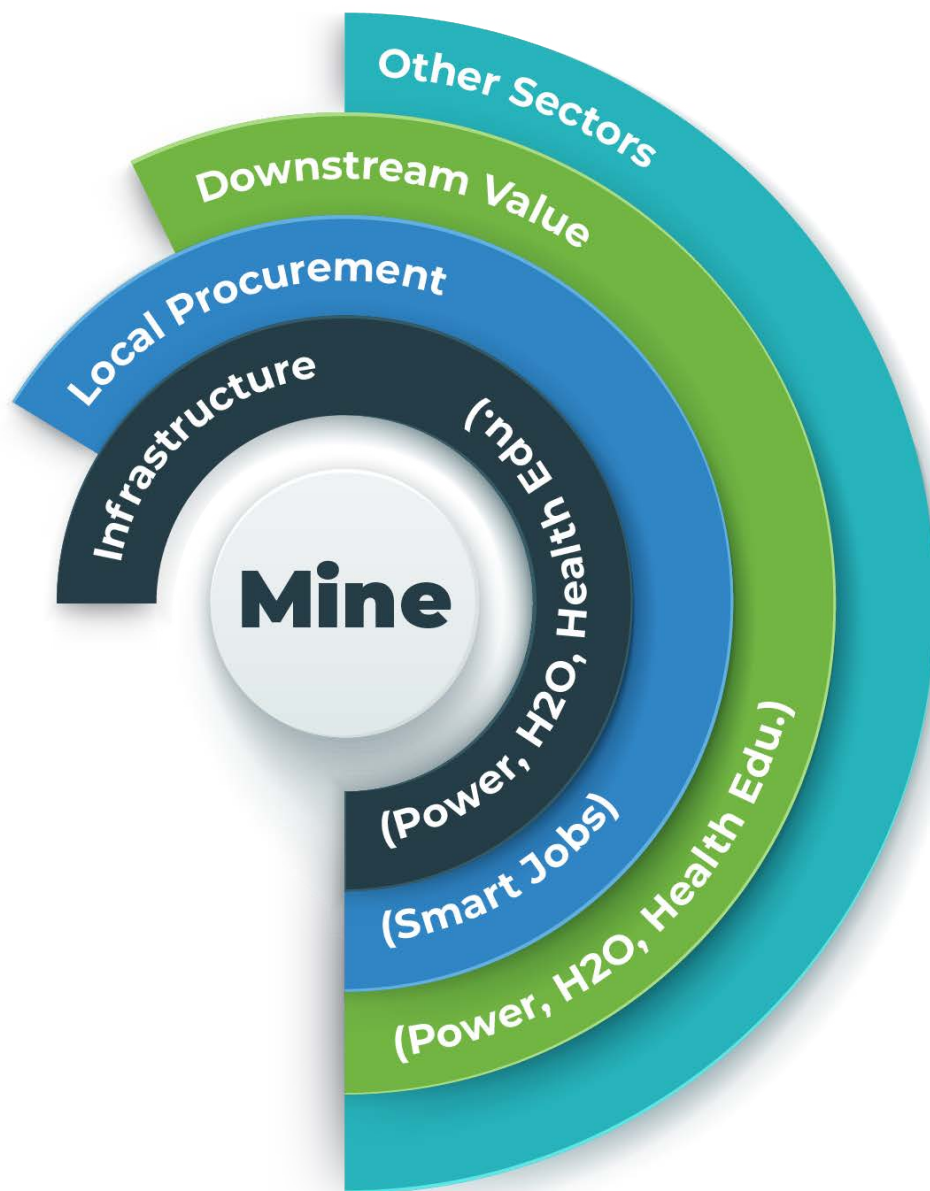 Other Sectors
Downstream Value
(Power, H2O, Health Edu.)
Local Procurement
(Smart Jobs)
Infrastructure
(Power, H2O, Health Edu.)
Mine